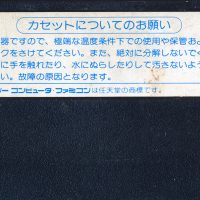 カセットについてのお願い
器ですので、極端な温度条件下での使用や保管およ
クをさけてください。また、絶対に分解しないでく
に手を触れたり、水にぬらしたりして汚さないよう
い。故障の原因となります。
コンピュータ・ファミコンは任天堂の商標です。